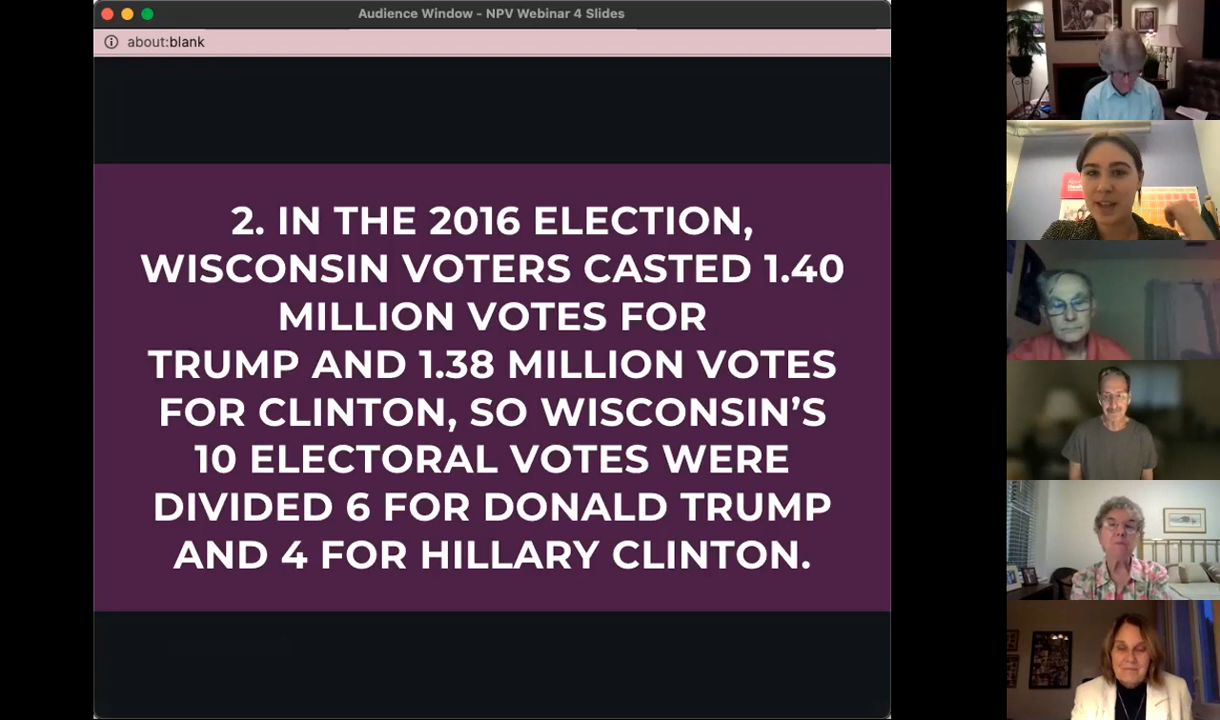 Audience Window - NPV Webinar 4 Slides
about:blank
2. IN THE 2016 ELECTION,
WISCONSIN VOTERS CASTED 1.40
MILLION VOTES FOR
TRUMP AND 1.38 MILLION VOTES
FOR CLINTON, SO WISCONSIN’S
10 ELECTORAL VOTES WERE
DIVIDED 6 FOR DONALD TRUMP
AND 4 FOR HILLARY CLINTON.